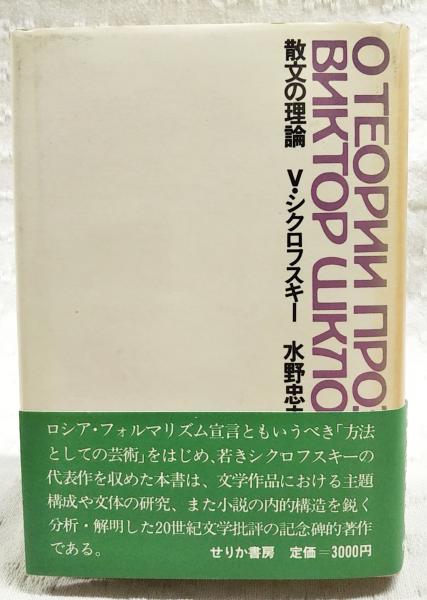 О ТЕОРИИ ПРО
ВИКТОР ШКЛО
散文の理論 V・シクロフスキー 水野忠
ロシア・フォルマリズム宣言ともいうべき「方法
としての芸術」をはじめ、若きシクロフスキーの
代表作を収めた本書は、文学作品における主題
構成や文体の研究、また小説の内的構造を鋭く
分析・解明した20世紀文学批評の記念碑的著作
である。
せりか書房 定価=3000円